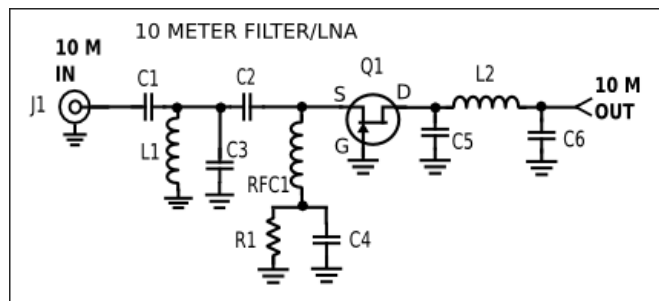 10 METER FILTER/LNA
10 M
IN
J1
C1
L1
C3
C2
RFC1
R1
C4
S
Q1
D
G
C5
L2
C6
10 M
OUT